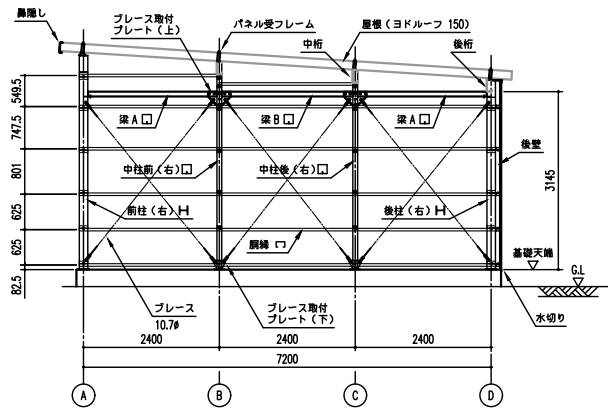 鼻隠し
ブレース取付
プレート（上）
パネル受フレーム
中桁
屋根（ヨドルーフ 150）
後桁
549.5
747.5
801
625
625
82.5
梁A
梁B
梁A
後壁
中柱前（右）
中柱後（右）
3145
前柱（右）
後柱（右）
胴縁
基礎天端
G.L
ブレース
10.7φ
ブレース取付
プレート（下）
水切り
2400
2400
2400
7200
A
B
C
D